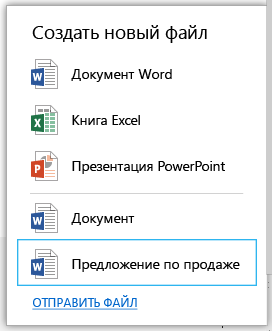 Создать новый файл
Документ Word
Книга Excel
Презентация PowerPoint
Документ
Предложение по продаже
ОТПРАВИТЬ ФАЙЛ